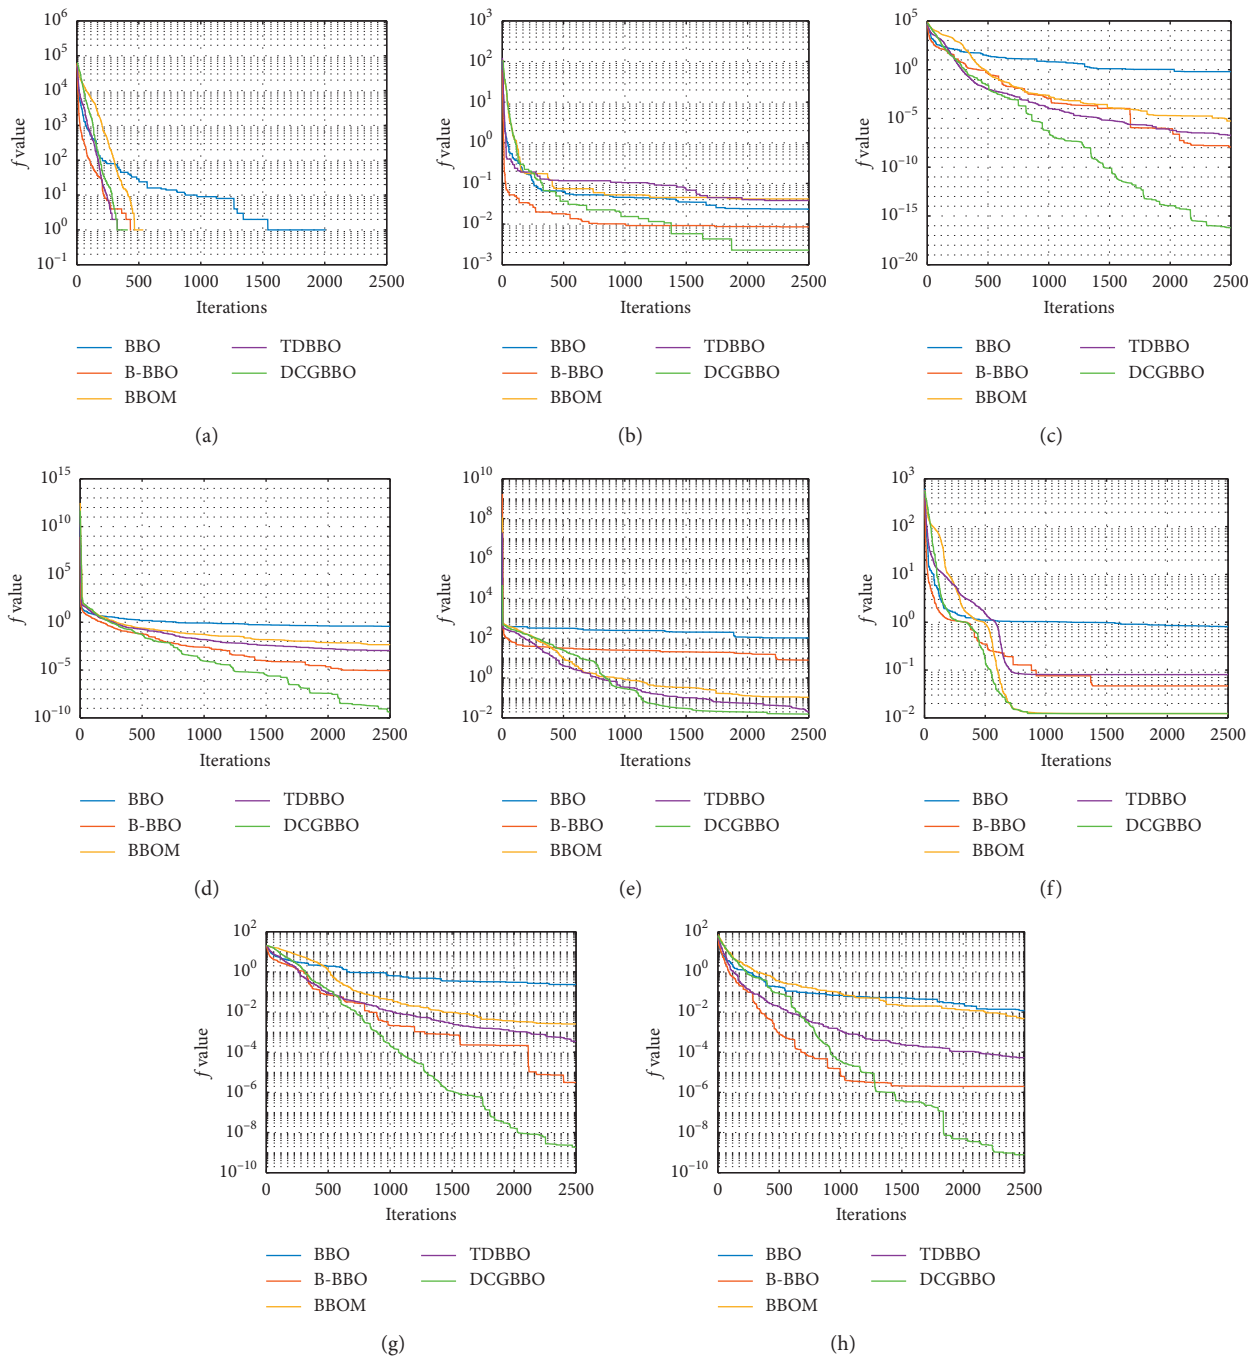 10^6
10^5
10^4
10^3
10^2
10^1
10^0
10^−1
f value
0 500 1000 1500 2000 2500
Iterations
BBO
B-BBO
BBOM
TDBBO
DCGBBO
(a)
10^3
10^2
10^1
10^0
10^−1
10^−2
10^−3
f value
0 500 1000 1500 2000 2500
Iterations
BBO
B-BBO
BBOM
TDBBO
DCGBBO
(b)
10^5
10^0
10^−5
10^−10
10^−15
10^−20
f value
0 500 1000 1500 2000 2500
Iterations
BBO
B-BBO
BBOM
TDBBO
DCGBBO
(c)
10^15
10^10
10^5
10^0
10^−5
10^−10
f value
0 500 1000 1500 2000 2500
Iterations
BBO
B-BBO
BBOM
TDBBO
DCGBBO
(d)
10^10
10^8
10^6
10^4
10^2
10^0
10^−2
f value
0 500 1000 1500 2000 2500
Iterations
BBO
B-BBO
BBOM
TDBBO
DCGBBO
(e)
10^3
10^2
10^1
10^0
10^−1
10^−2
f value
0 500 1000 1500 2000 2500
Iterations
BBO
B-BBO
BBOM
TDBBO
DCGBBO
(f)
10^2
10^0
10^−2
10^−4
10^−6
10^−8
10^−10
f value
0 500 1000 1500 2000 2500
Iterations
BBO
B-BBO
BBOM
TDBBO
DCGBBO
(g)
10^2
10^0
10^−2
10^−4
10^−6
10^−8
10^−10
f value
0 500 1000 1500 2000 2500
Iterations
BBO
B-BBO
BBOM
TDBBO
DCGBBO
(h)